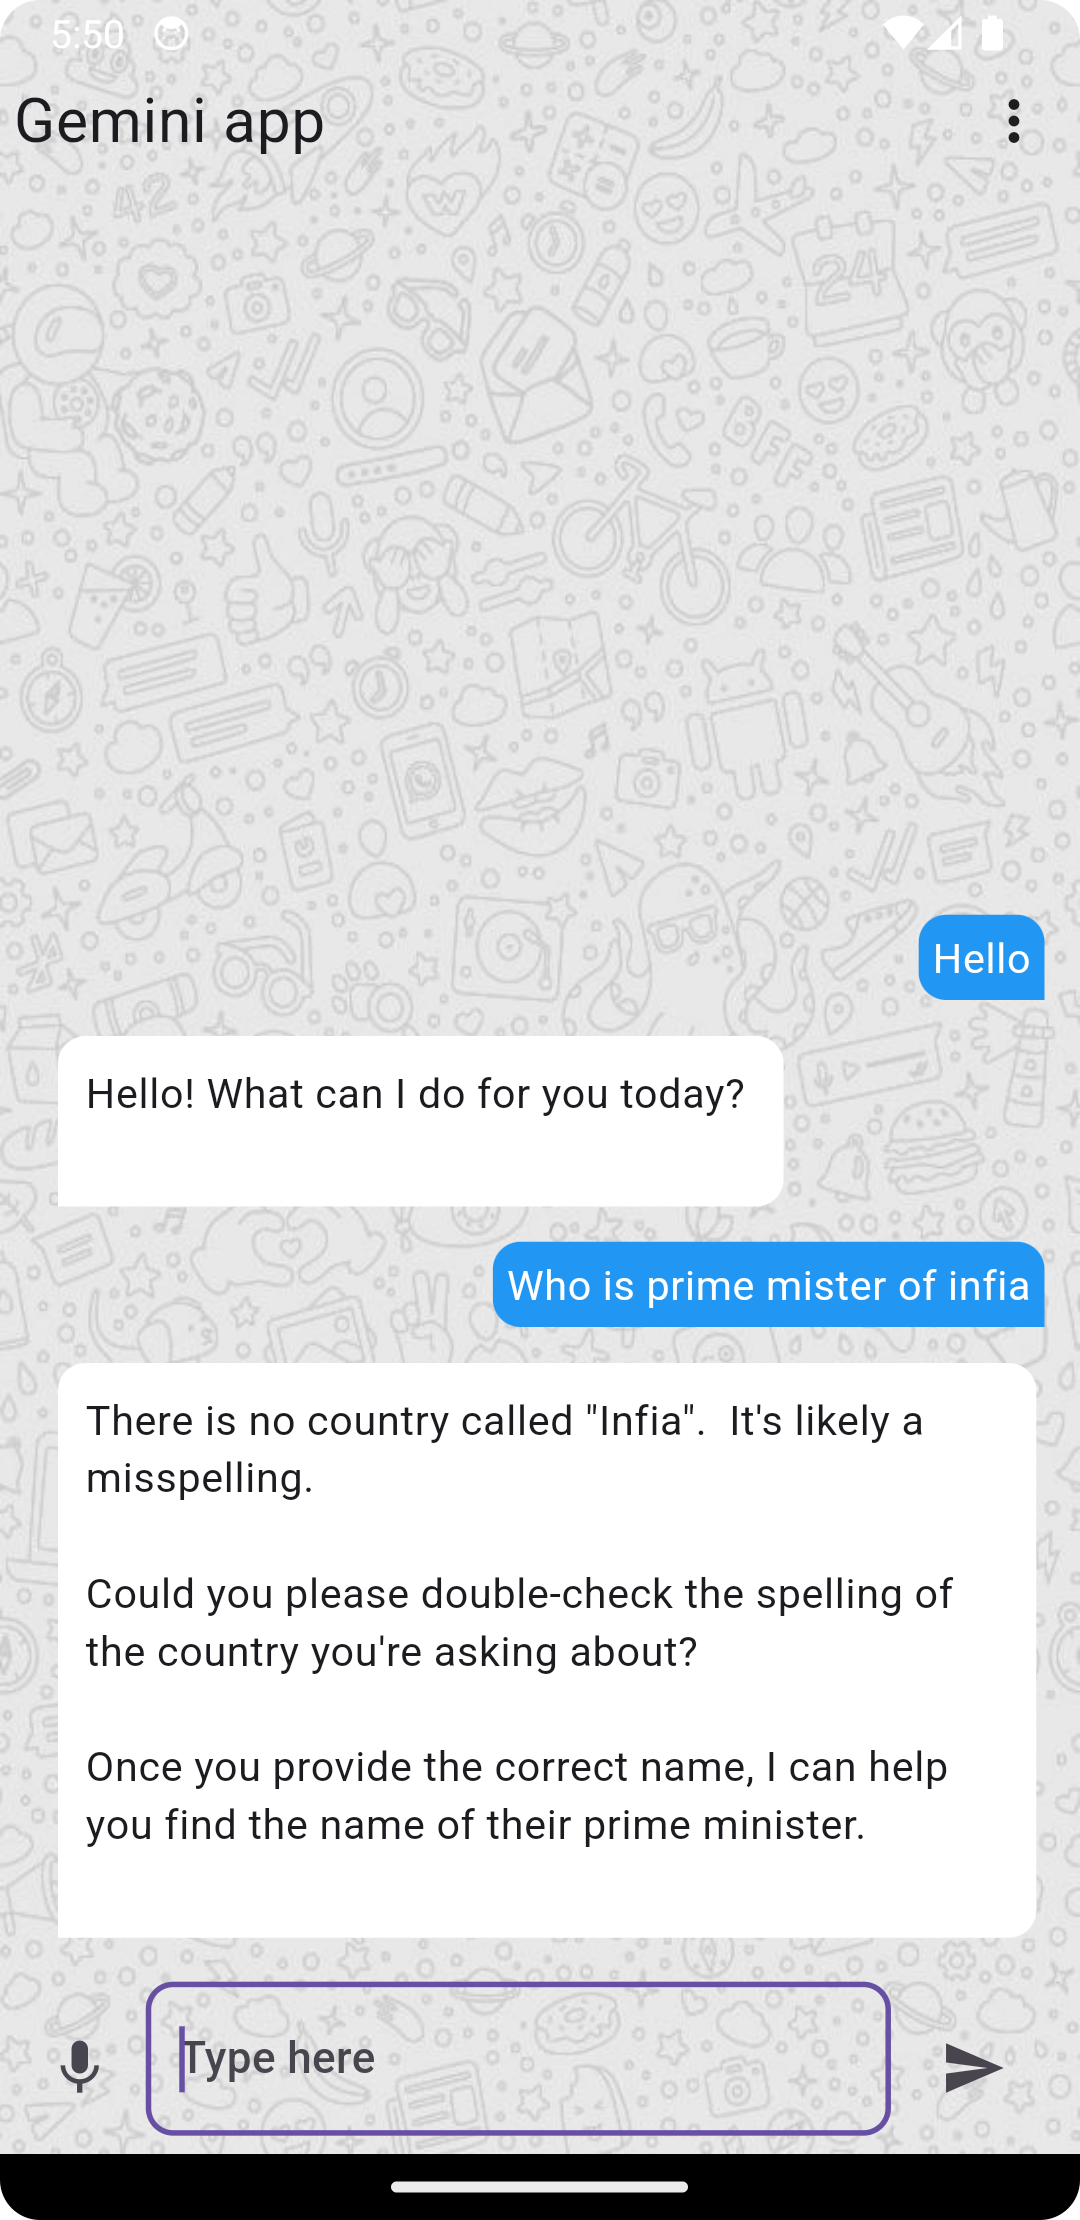 5:50
Gemini app
42
24
BFF
Hello
Hello! What can I do for you today?
Who is prime mister of infia
There is no country called "Infia".  It's likely a
misspelling.
Could you please double-check the spelling of
the country you're asking about?
Once you provide the correct name, I can help
you find the name of their prime minister.
Type here